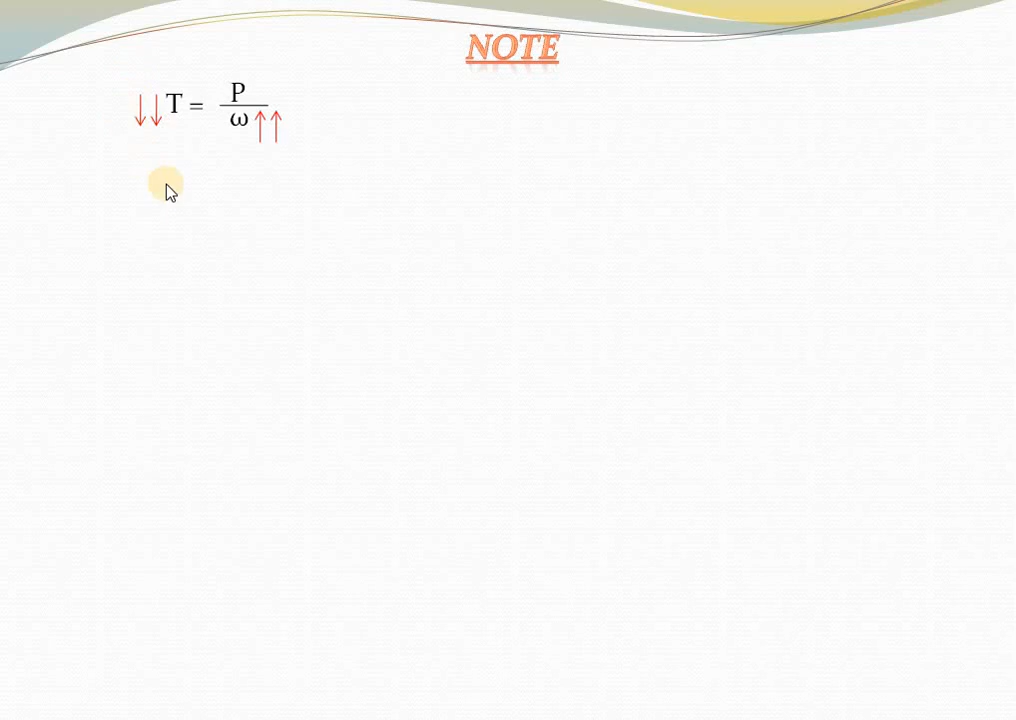 NOTE
↓↓T = P
ω↑↑